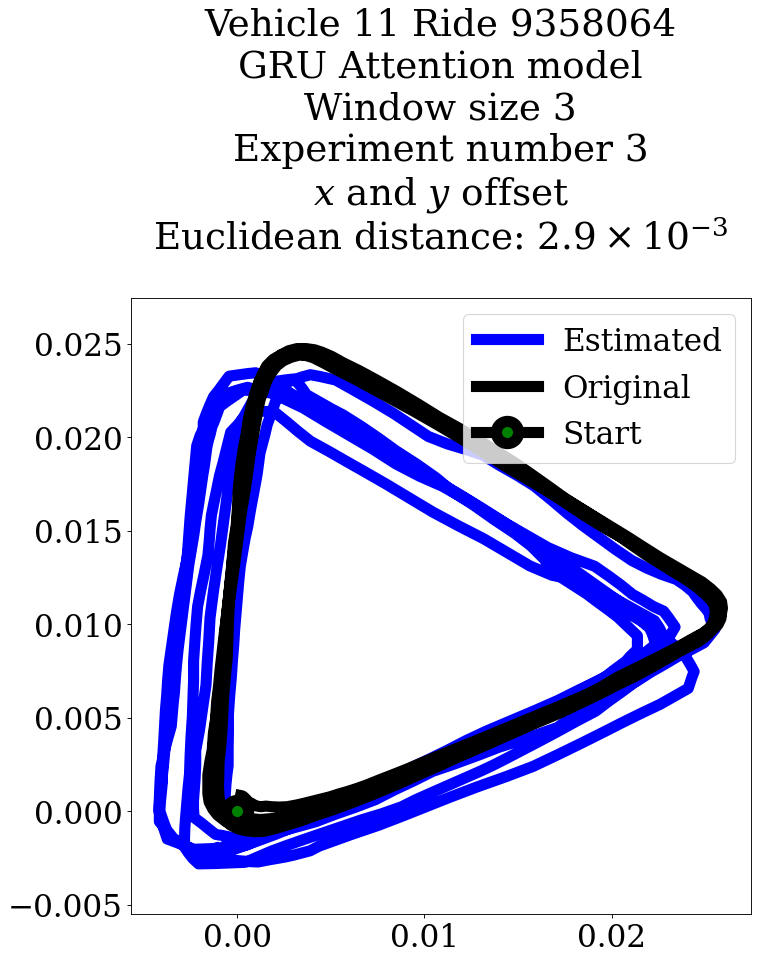 Vehicle 11 Ride 9358064
GRU Attention model
Window size 3
Experiment number 3
x and y offset
Euclidean distance: 2.9 × 10⁻³
Estimated
Original
Start
0.025
0.020
0.015
0.010
0.005
0.000
−0.005
0.00 0.01 0.02